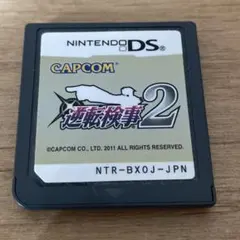 NINTENDO DS
CAPCOM
逆転検事2
©CAPCOM CO., LTD. 2011 ALL RIGHTS RESERVED.
NTR-BXOJ-JPN